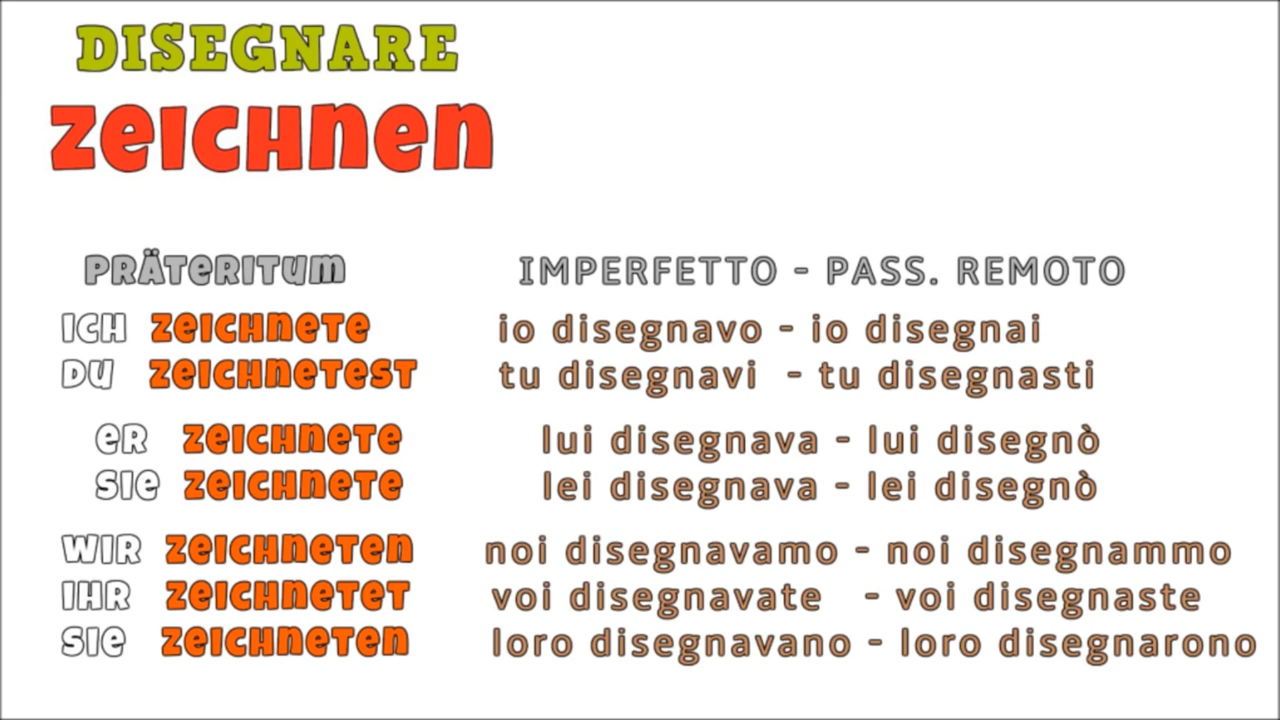 DISEGNARE
zeichnen
PRÄTERITUM IMPERFETTO - PASS. REMOTO
ICH zeichnete io disegnavo - io disegnai
DU zeichnetest tu disegnavi - tu disegnasti
er zeichnete lui disegnava - lui disegnò
sie zeichnete lei disegnava - lei disegnò
WIR zeichneten noi disegnavamo - noi disegnammo
IHR zeichnetet voi disegnavate - voi disegnaste
sie zeichneten loro disegnavano - loro disegnarono